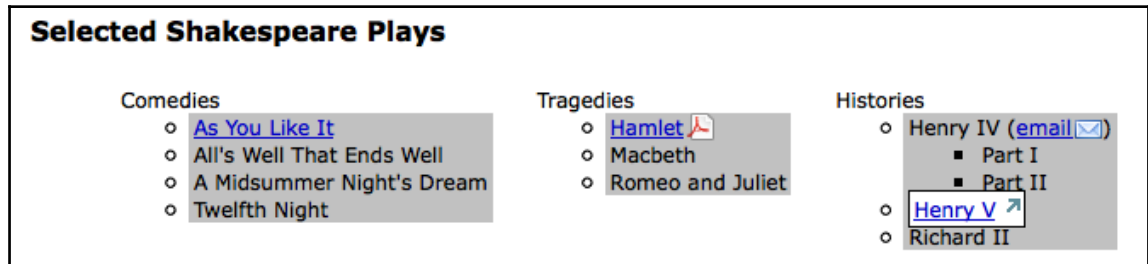 Selected Shakespeare Plays
Comedies
As You Like It
All's Well That Ends Well
A Midsummer Night's Dream
Twelfth Night
Tragedies
Hamlet
Macbeth
Romeo and Juliet
Histories
Henry IV (email)
Part I
Part II
Henry V
Richard II